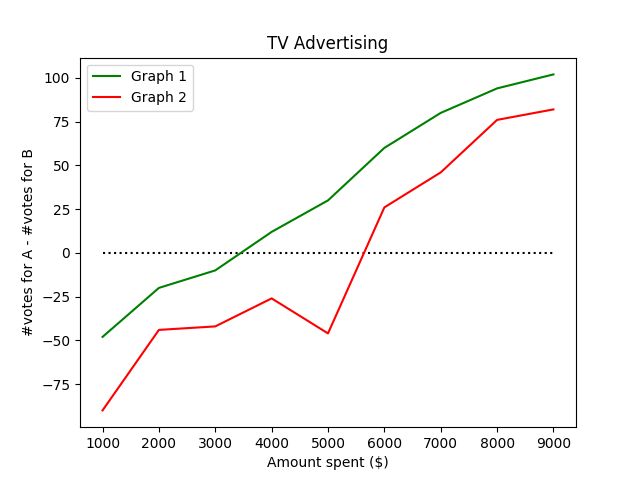 TV Advertising
Graph 1
Graph 2
#votes for A - #votes for B
100
75
50
25
0
−25
−50
−75
1000 2000 3000 4000 5000 6000 7000 8000 9000
Amount spent ($)